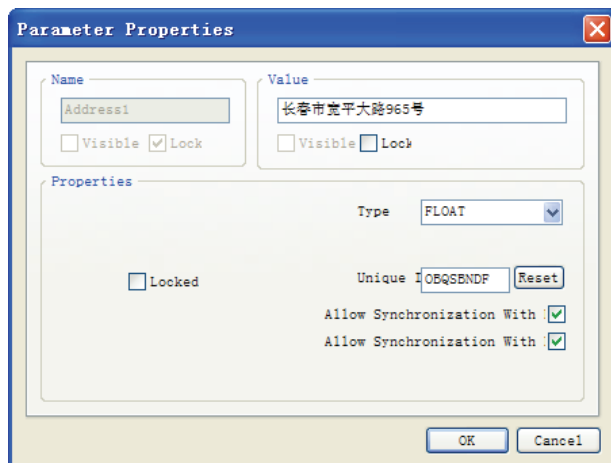 Parameter Properties
Name
Address1
Visible
Lock
Value
长春市宽平大路965号
Visible
Lock
Properties
Type
FLOAT
Locked
Unique I
OBQSBNDF
Reset
Allow Synchronization With
Allow Synchronization With
OK
Cancel